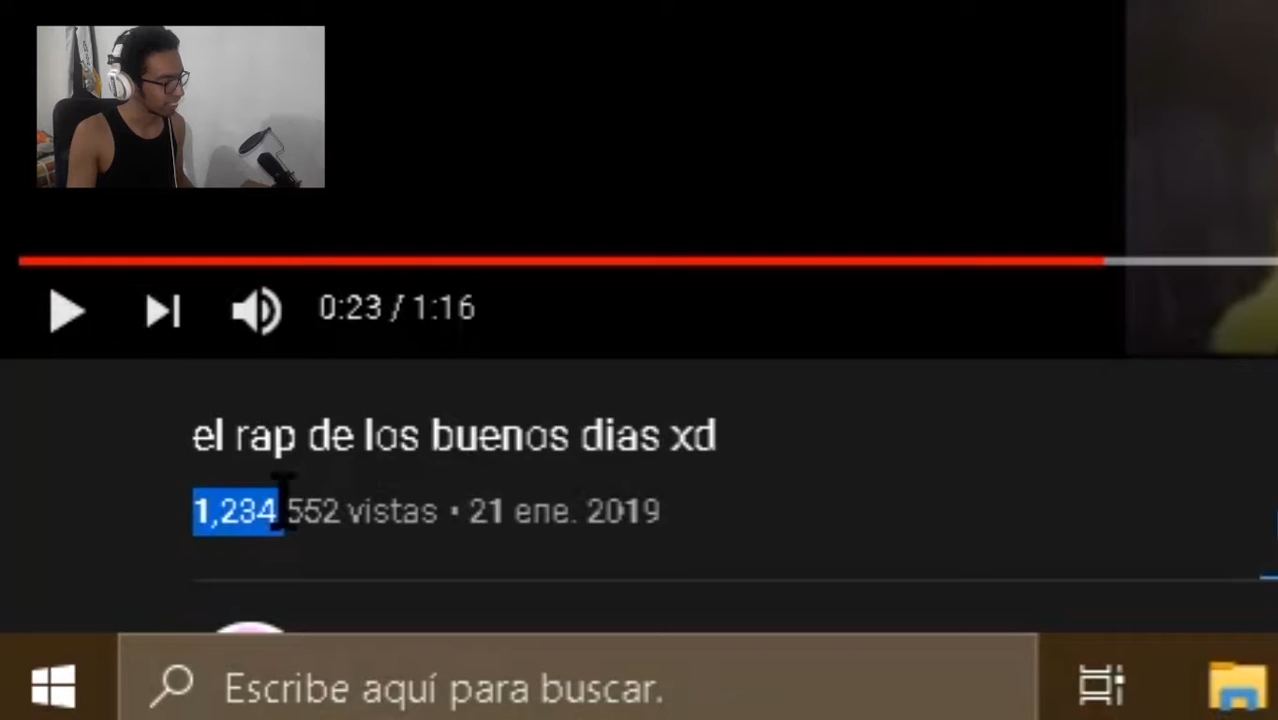 0:23 / 1:16
el rap de los buenos dias xd
1,234,552 vistas • 21 ene. 2019
Escribe aquí para buscar.